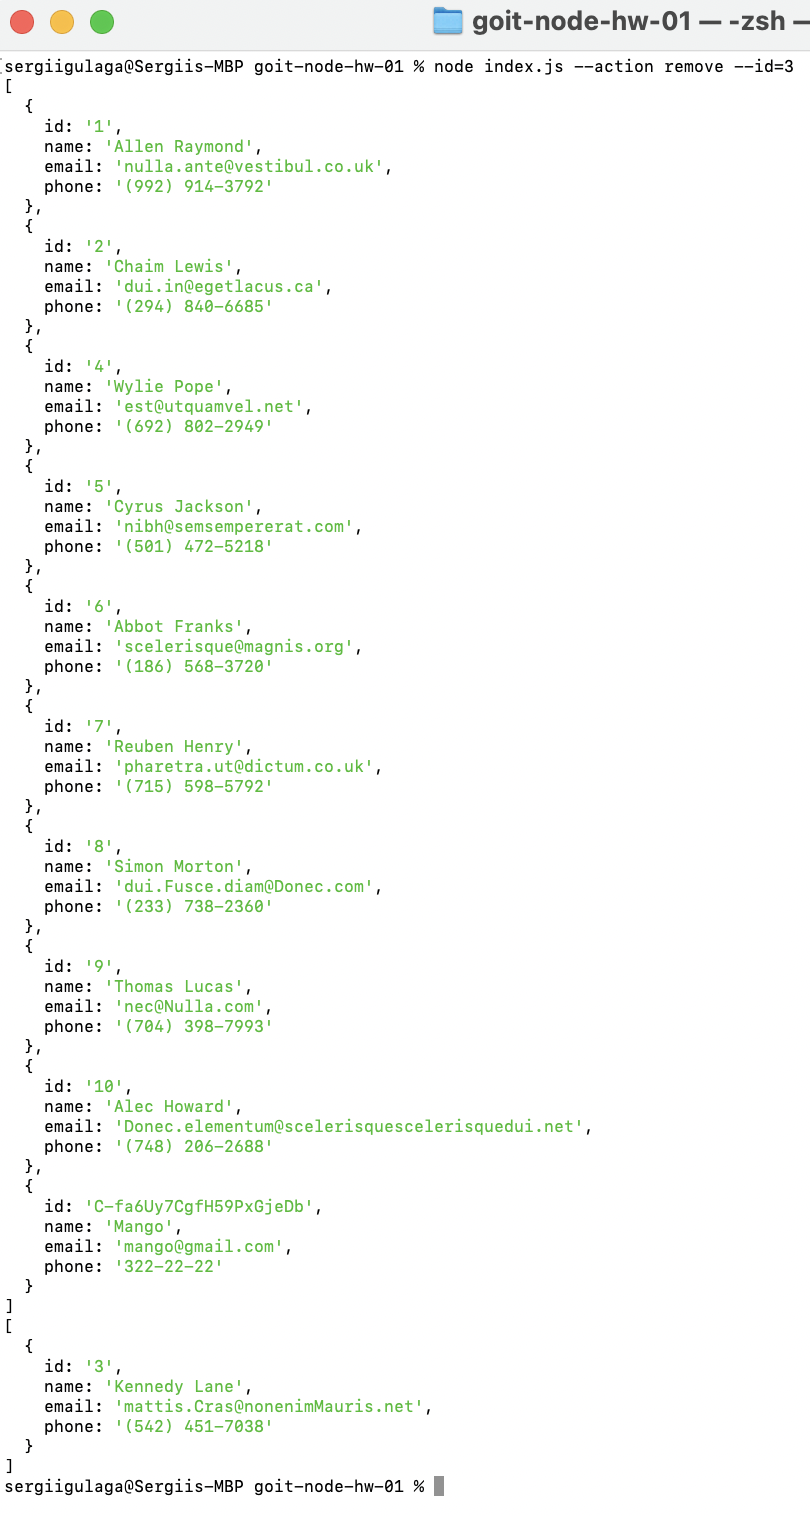 goit-node-hw-01 — -zsh —
sergiigulaga@Sergiis-MBP goit-node-hw-01 % node index.js --action remove --id=3
[
  {
    id: '1',
    name: 'Allen Raymond',
    email: 'nulla.ante@vestibul.co.uk',
    phone: '(992) 914-3792'
  },
  {
    id: '2',
    name: 'Chaim Lewis',
    email: 'dui.in@egetlacus.ca',
    phone: '(294) 840-6685'
  },
  {
    id: '4',
    name: 'Wylie Pope',
    email: 'est@utquamvel.net',
    phone: '(692) 802-2949'
  },
  {
    id: '5',
    name: 'Cyrus Jackson',
    email: 'nibh@semsempererat.com',
    phone: '(501) 472-5218'
  },
  {
    id: '6',
    name: 'Abbot Franks',
    email: 'scelerisque@magnis.org',
    phone: '(186) 568-3720'
  },
  {
    id: '7',
    name: 'Reuben Henry',
    email: 'pharetra.ut@dictum.co.uk',
    phone: '(715) 598-5792'
  },
  {
    id: '8',
    name: 'Simon Morton',
    email: 'dui.Fusce.diam@Donec.com',
    phone: '(233) 738-2360'
  },
  {
    id: '9',
    name: 'Thomas Lucas',
    email: 'nec@Nulla.com',
    phone: '(704) 398-7993'
  },
  {
    id: '10',
    name: 'Alec Howard',
    email: 'Donec.elementum@scelerisquescelerisquedui.net',
    phone: '(748) 206-2688'
  },
  {
    id: 'C-fa6Uy7CgfH59PxGjeDb',
    name: 'Mango',
    email: 'mango@gmail.com',
    phone: '322-22-22'
  }
]
[
  {
    id: '3',
    name: 'Kennedy Lane',
    email: 'mattis.Cras@nonenimMauris.net',
    phone: '(542) 451-7038'
  }
]
sergiigulaga@Sergiis-MBP goit-node-hw-01 %